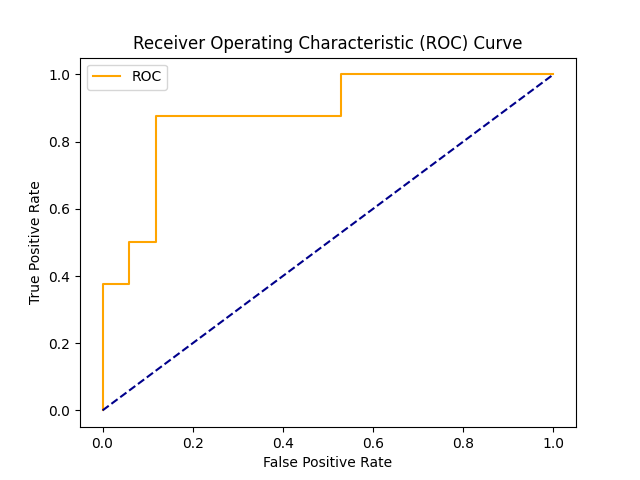 Receiver Operating Characteristic (ROC) Curve
ROC
1.0
0.8
0.6
0.4
0.2
0.0
True Positive Rate
0.0 0.2 0.4 0.6 0.8 1.0
False Positive Rate